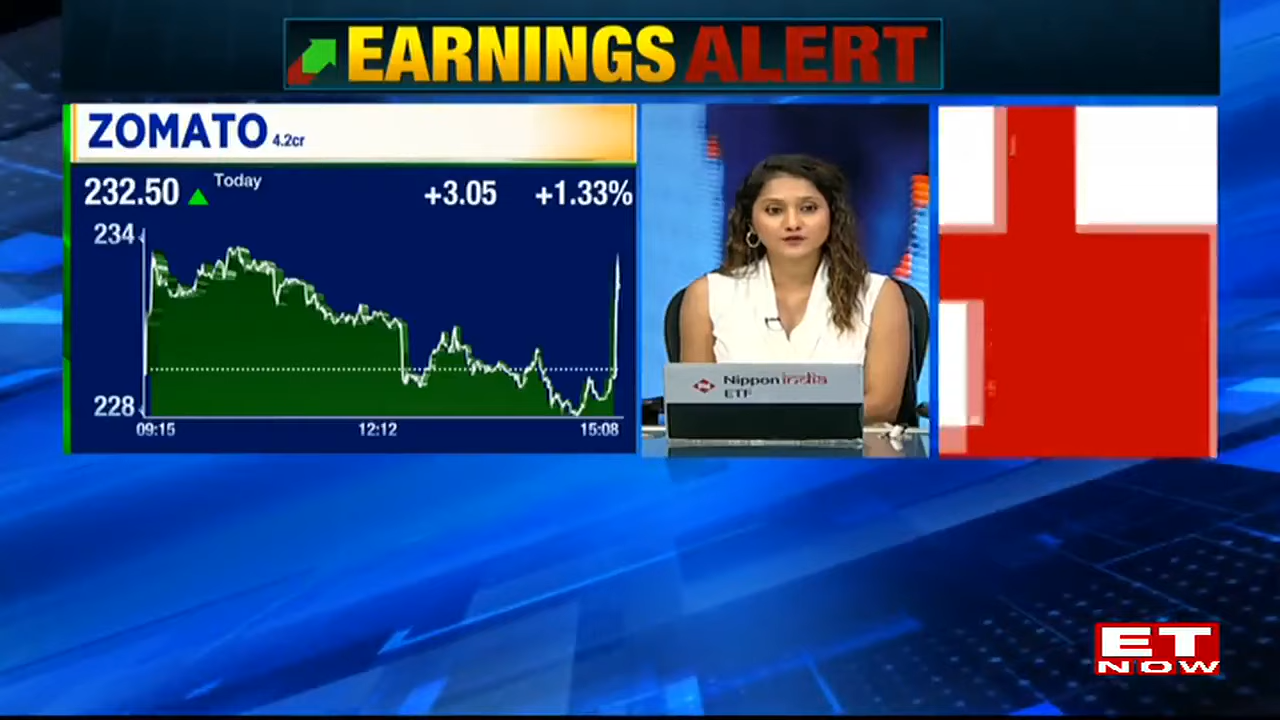 EARNINGS ALERT
ZOMATO 4.2cr
232.50 Today +3.05 +1.33%
234
228
09:15 12:12 15:08
Nippon india
ETF
ET
NOW